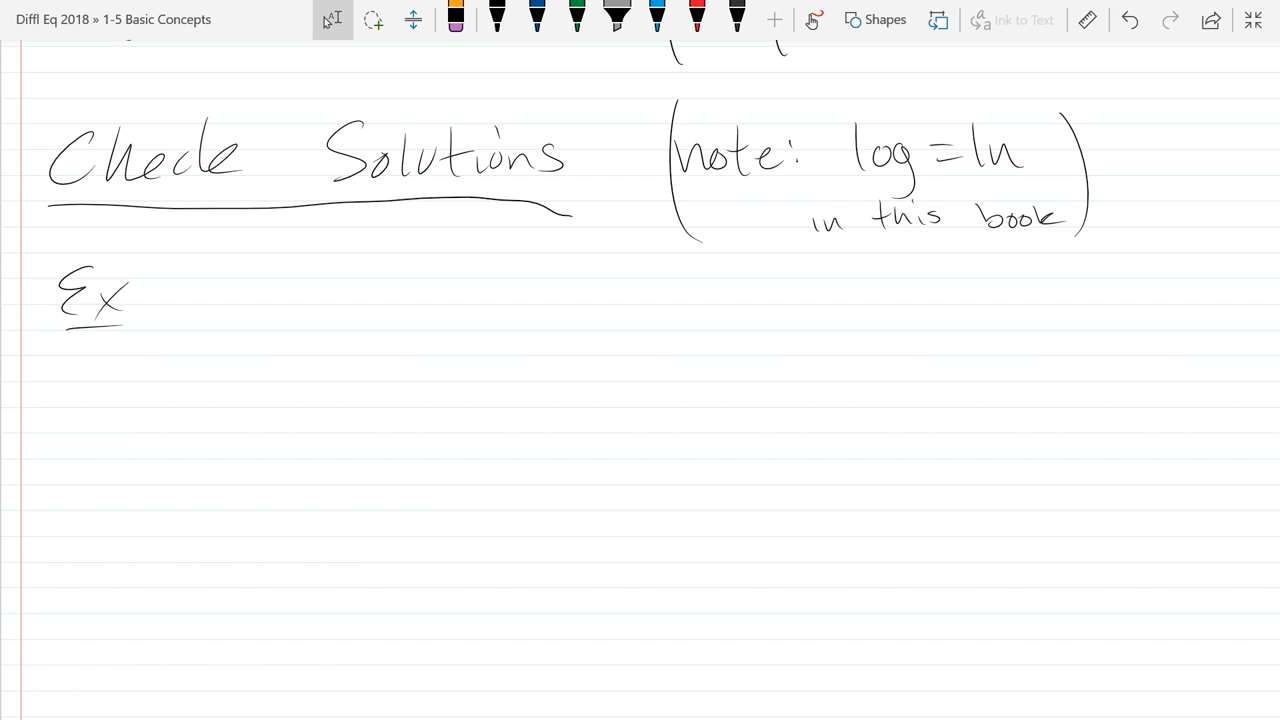 Diffl Eq 2018 » 1-5 Basic Concepts
Shapes
Ink to Text
Check Solutions
(note: log = ln
in this book)
Ex